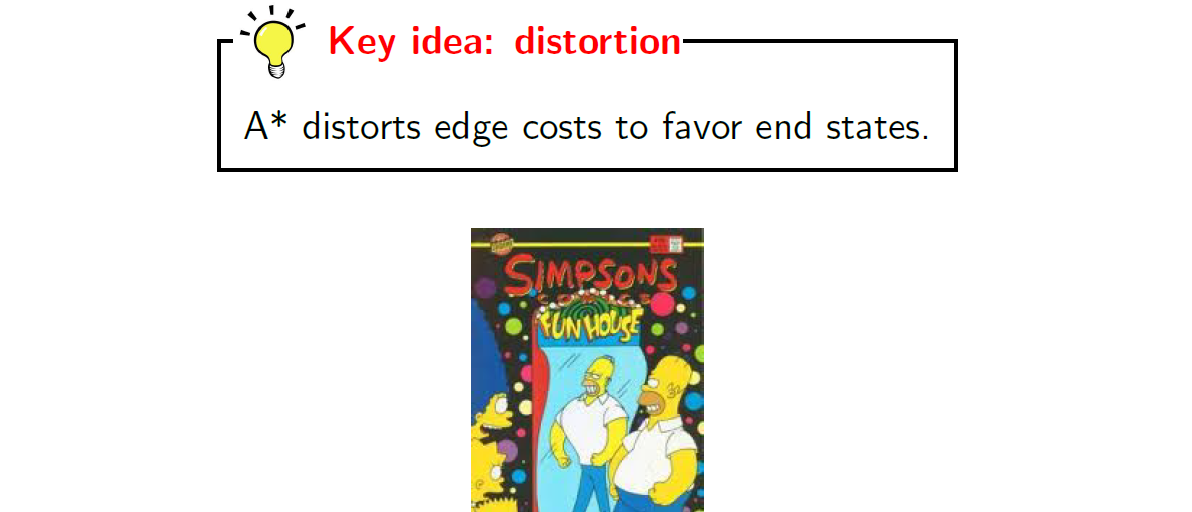 Key idea: distortion
A* distorts edge costs to favor end states.
SIMPSONS
COMICS
FUN HOUSE